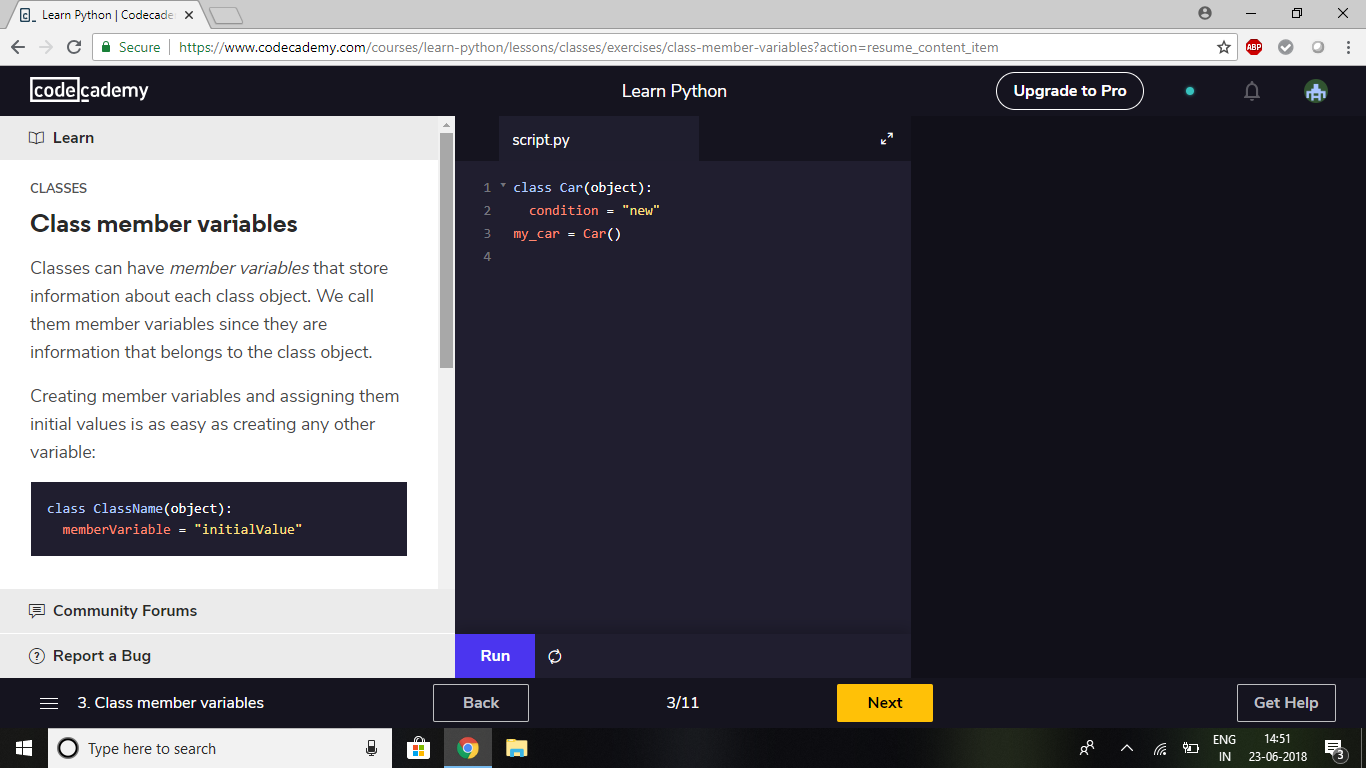 Learn Python | Codecade
Secure
https://www.codecademy.com/courses/learn-python/lessons/classes/exercises/class-member-variables?action=resume_content_item
ABP
codecademy
Learn Python
Upgrade to Pro
Learn
CLASSES
Class member variables
Classes can have member variables that store
information about each class object. We call
them member variables since they are
information that belongs to the class object.
Creating member variables and assigning them
initial values is as easy as creating any other
variable:
class ClassName(object):
memberVariable = "initialValue"
Community Forums
Report a Bug
script.py
1 class Car(object):
2 condition = "new"
3 my_car = Car()
4
Run
3. Class member variables
Back
3/11
Next
Get Help
Type here to search
ENG
IN
14:51
23-06-2018
3